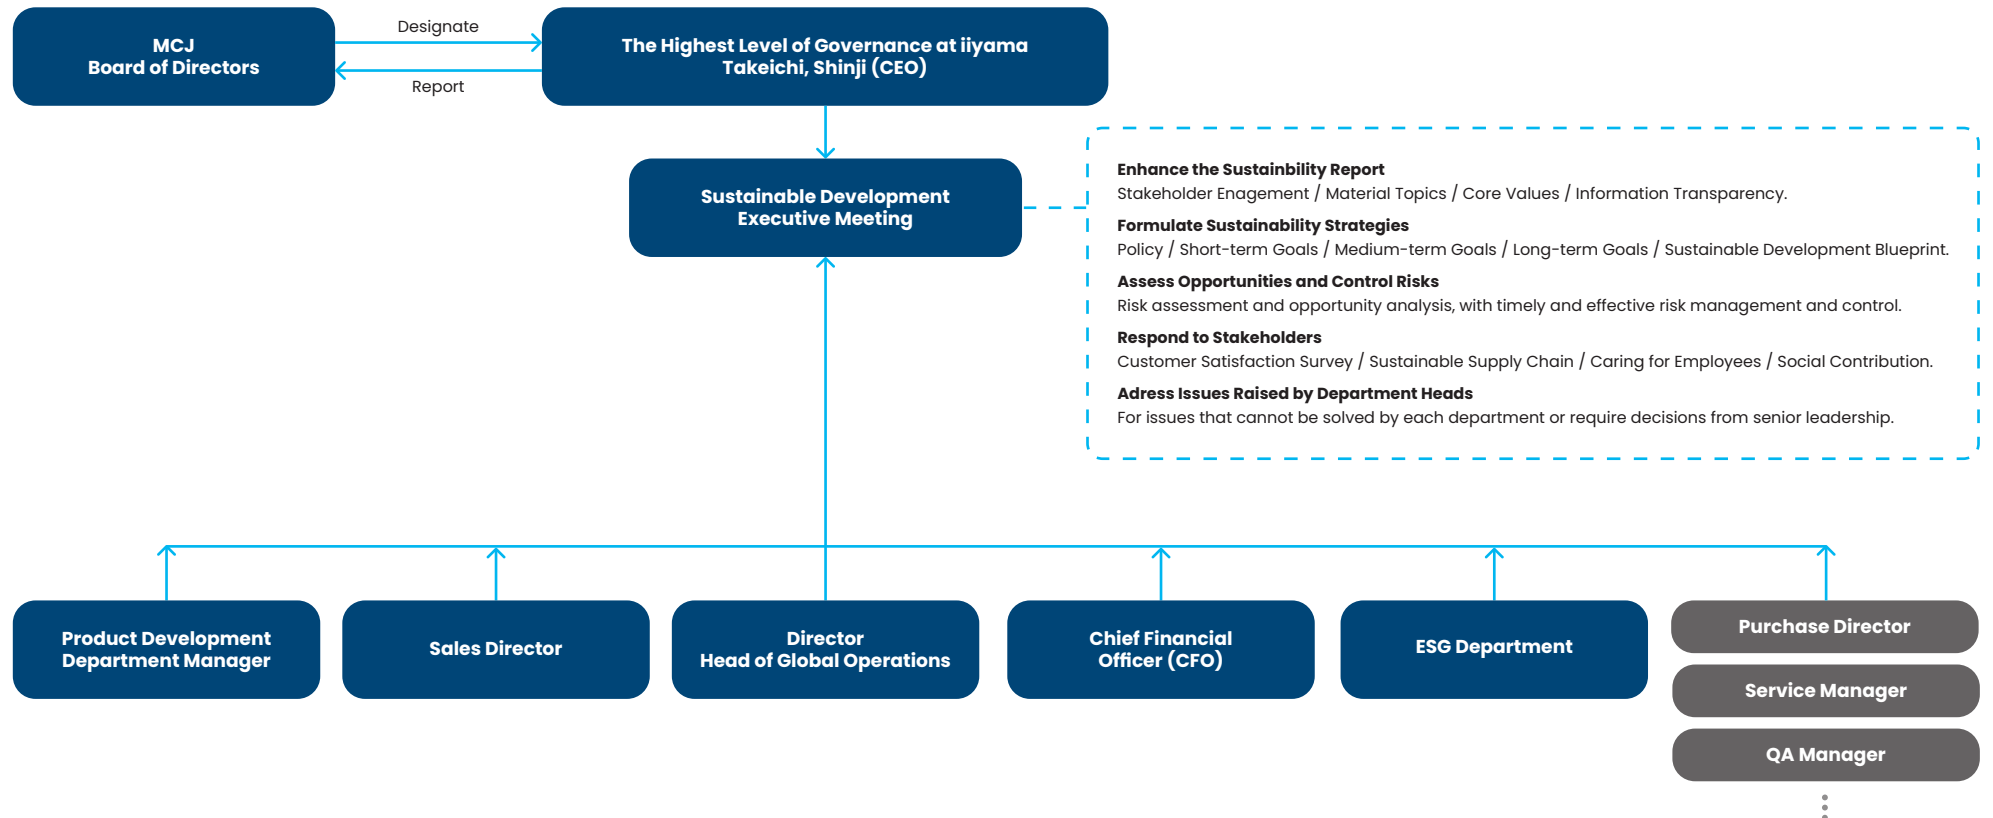 MCJ
Board of Directors
Designate
Report
The Highest Level of Governance at iiyama
Takeichi, Shinji (CEO)
Sustainable Development
Executive Meeting
Enhance the Sustainbility Report
Stakeholder Enagement / Material Topics / Core Values / Information Transparency.
Formulate Sustainability Strategies
Policy / Short-term Goals / Medium-term Goals / Long-term Goals / Sustainable Development Blueprint.
Assess Opportunities and Control Risks
Risk assessment and opportunity analysis, with timely and effective risk management and control.
Respond to Stakeholders
Customer Satisfaction Survey / Sustainable Supply Chain / Caring for Employees / Social Contribution.
Adress Issues Raised by Department Heads
For issues that cannot be solved by each department or require decisions from senior leadership.
Product Development
Department Manager
Sales Director
Director
Head of Global Operations
Chief Financial
Officer (CFO)
ESG Department
Purchase Director
Service Manager
QA Manager